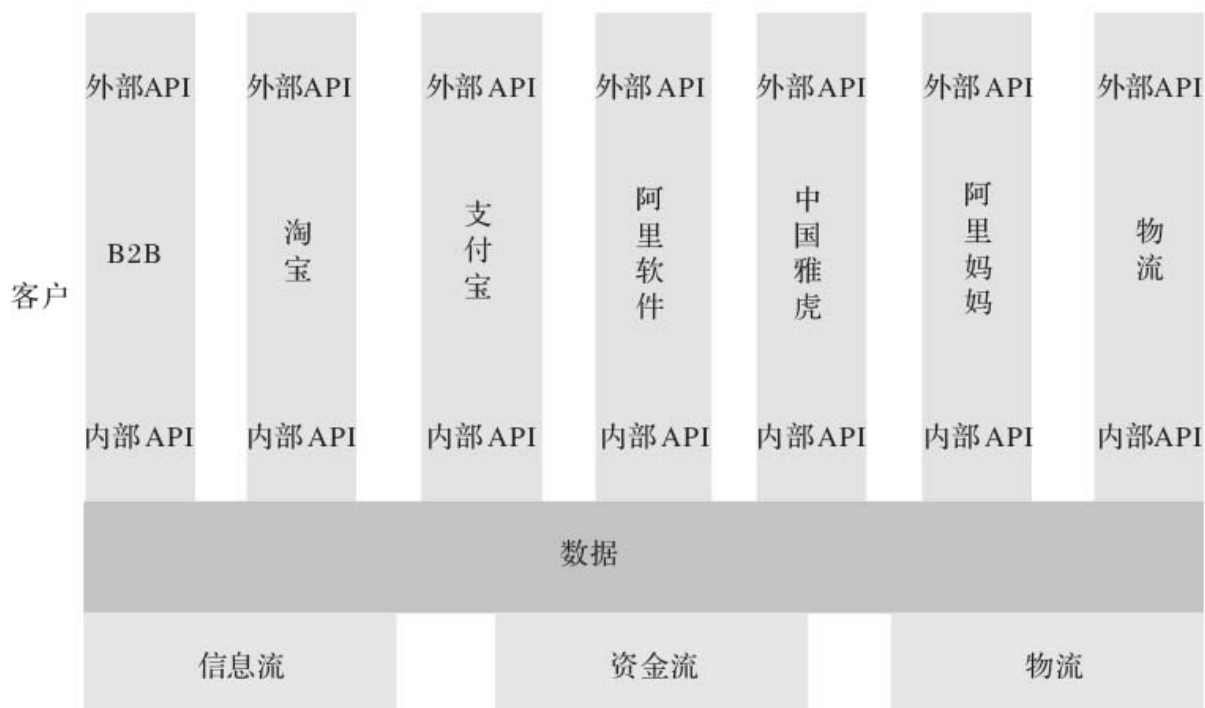 外部API 外部API 外部API 外部API 外部API 外部API 外部API
客户
B2B 淘宝 支付宝 阿里软件 中国雅虎 阿里妈妈 物流
内部API 内部API 内部API 内部API 内部API 内部API 内部API
数据
信息流 资金流 物流